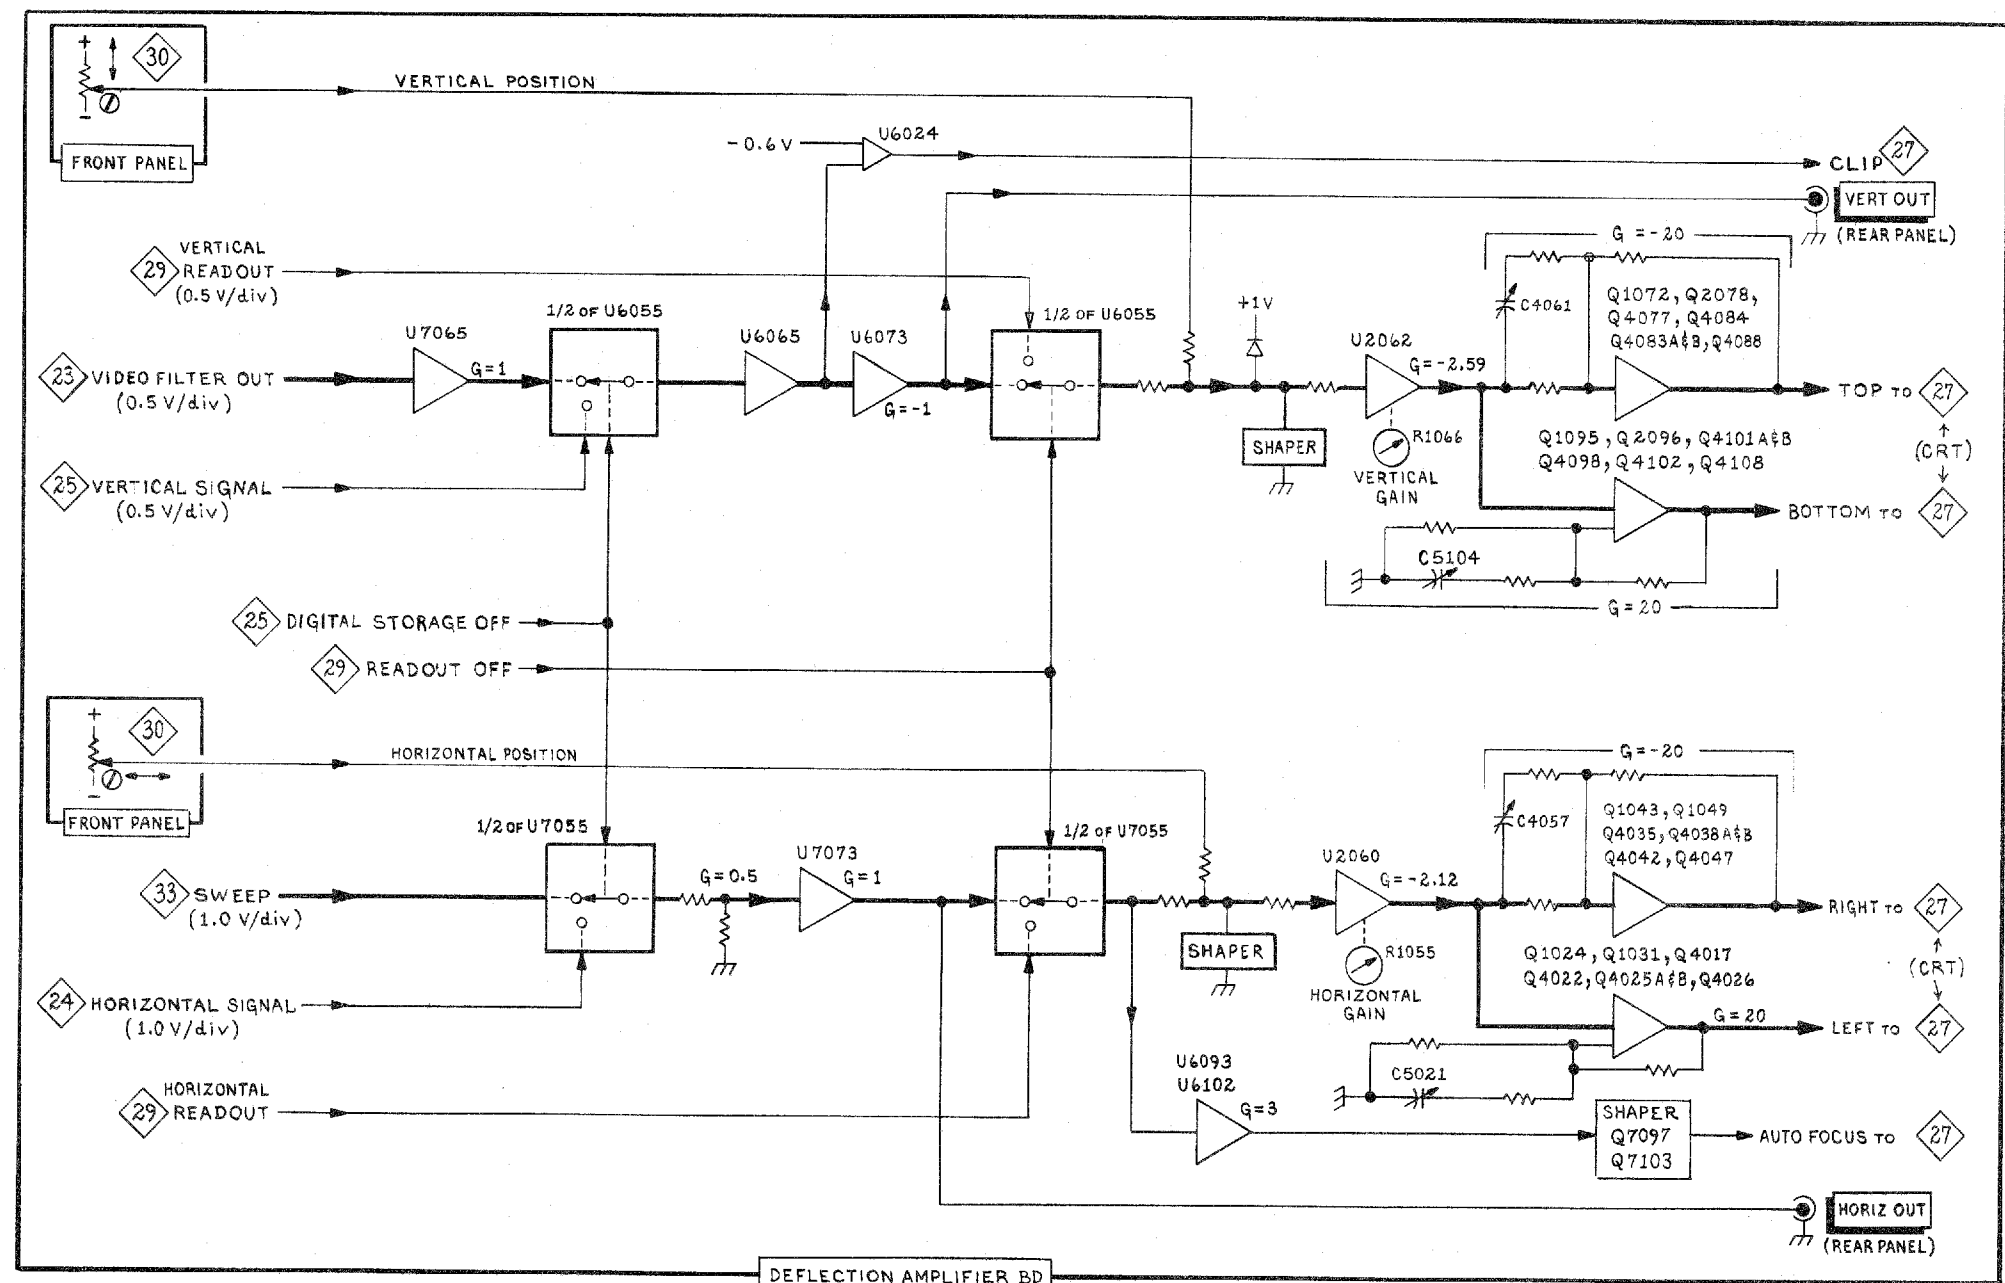 +
30
−
FRONT PANEL
VERTICAL POSITION
-0.6V
U6024
CLIP 27
VERT OUT
(REAR PANEL)
29 VERTICAL
READOUT
(0.5 V/div)
1/2 OF U6055
U7065
G=1
23 VIDEO FILTER OUT
(0.5 V/div)
25 VERTICAL SIGNAL
(0.5 V/div)
U6065
U6073
G=-1
1/2 OF U6055
+1V
SHAPER
U2062
G=-2.59
R1066
VERTICAL
GAIN
G=-20
C4061
Q1072, Q2078,
Q4077, Q4084
Q4083A&B, Q4088
TOP TO 27
(CRT)
Q1095, Q2096, Q4101A&B
Q4098, Q4102, Q4108
BOTTOM TO 27
C5104
G=20
25 DIGITAL STORAGE OFF
29 READOUT OFF
+
30
−
FRONT PANEL
HORIZONTAL POSITION
1/2 OF U7055
33 SWEEP
(1.0 V/div)
24 HORIZONTAL SIGNAL
(1.0 V/div)
29 HORIZONTAL
READOUT
G=0.5
U7073
G=1
1/2 OF U7055
SHAPER
U2060
G=-2.12
R1055
HORIZONTAL
GAIN
G=-20
C4057
Q1043, Q1049
Q4035, Q4038A&B
Q4042, Q4047
RIGHT TO 27
(CRT)
Q1024, Q1031, Q4017
Q4022, Q4025A&B, Q4026
G=20
LEFT TO 27
C5021
U6093
U6102
G=3
SHAPER
Q7097
Q7103
AUTO FOCUS TO 27
HORIZ OUT
(REAR PANEL)
DEFLECTION AMPLIFIER BD